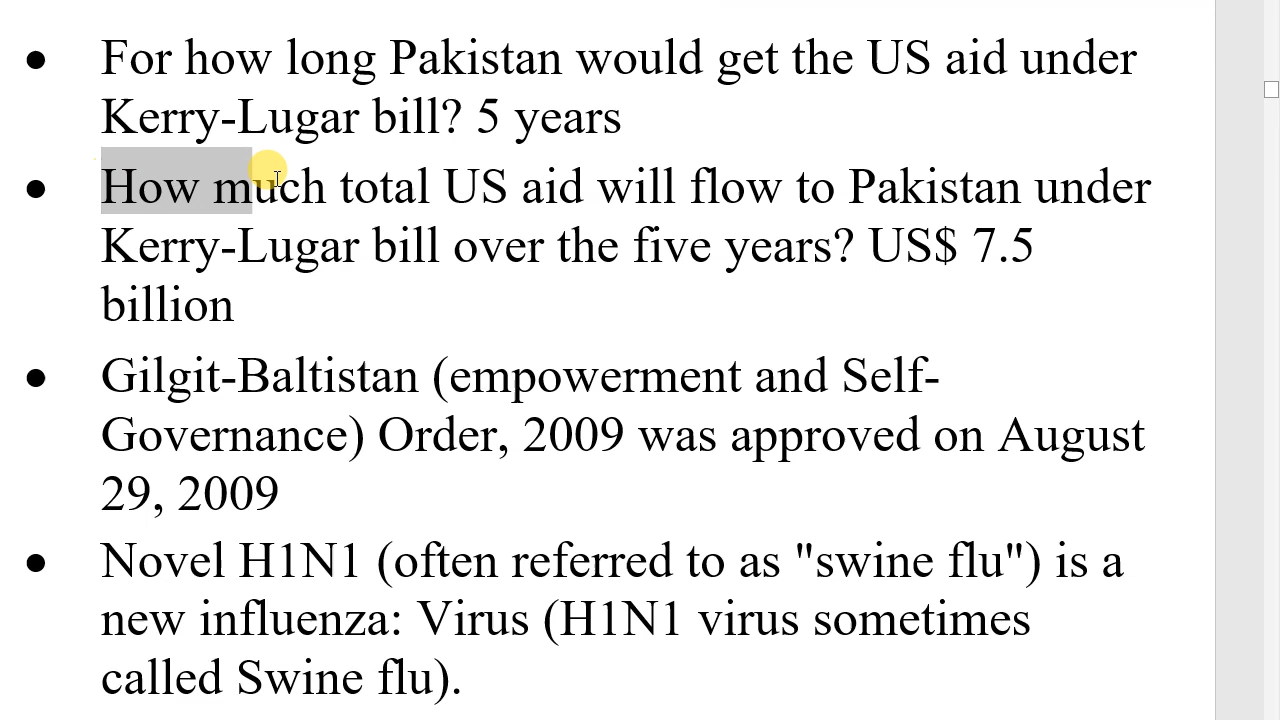 • For how long Pakistan would get the US aid under
Kerry-Lugar bill? 5 years
• How much total US aid will flow to Pakistan under
Kerry-Lugar bill over the five years? US$ 7.5
billion
• Gilgit-Baltistan (empowerment and Self-
Governance) Order, 2009 was approved on August
29, 2009
• Novel H1N1 (often referred to as "swine flu") is a
new influenza: Virus (H1N1 virus sometimes
called Swine flu).